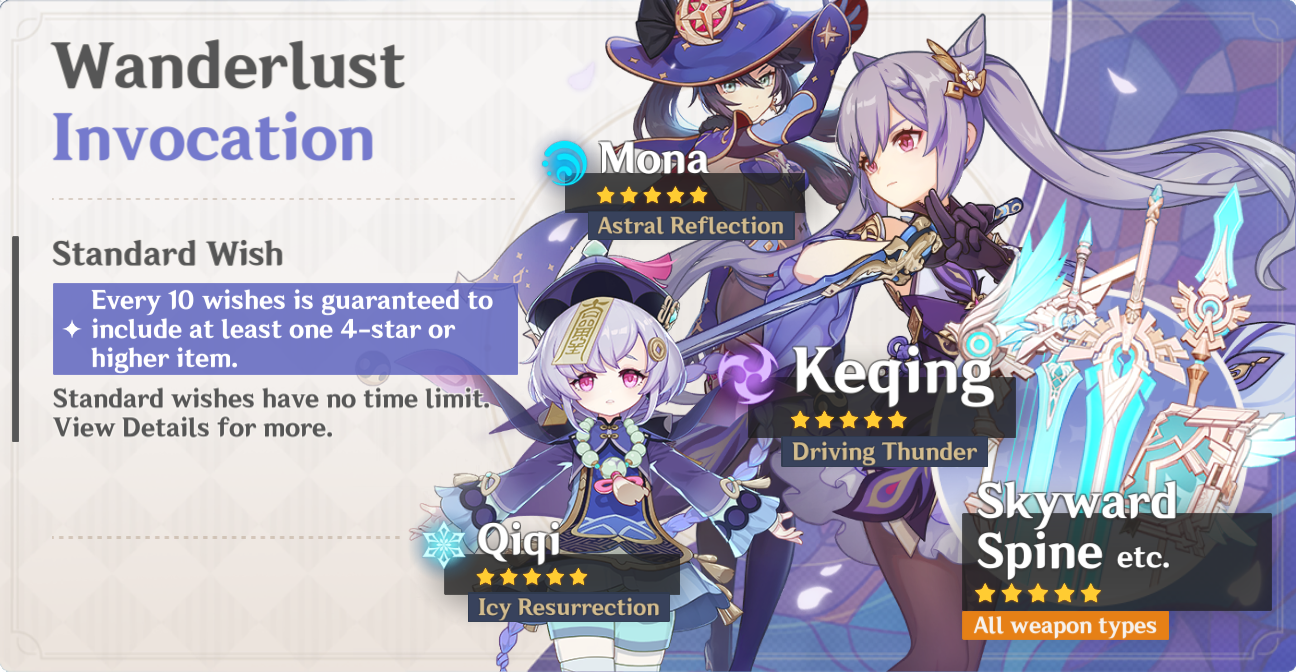 Wanderlust
Invocation
Standard Wish
Every 10 wishes is guaranteed to
include at least one 4-star or
higher item.
Standard wishes have no time limit.
View Details for more.
Mona
Astral Reflection
Keqing
Driving Thunder
Qiqi
Icy Resurrection
Skyward
Spine etc.
All weapon types